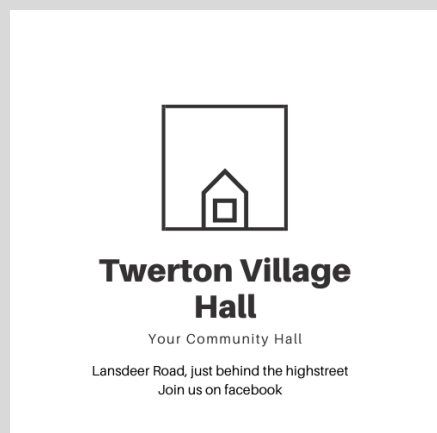 Twerton Village
Hall
Your Community Hall
Lansdeer Road, just behind the highstreet
Join us on facebook